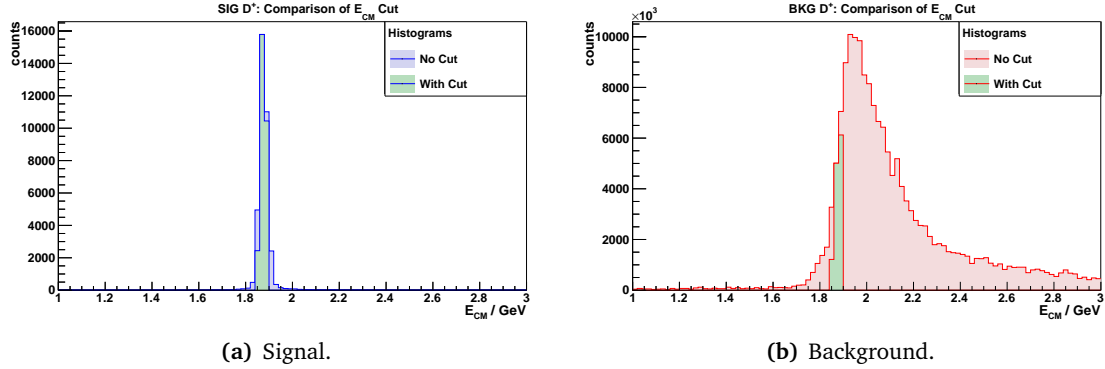 SIG D⁺: Comparison of E_CM Cut
counts
16000
14000
12000
10000
8000
6000
4000
2000
0
Histograms
No Cut
With Cut
1 1.2 1.4 1.6 1.8 2 2.2 2.4 2.6 2.8 3
E_CM / GeV
(a) Signal.
BKG D⁺: Comparison of E_CM Cut
×10³
counts
10000
8000
6000
4000
2000
0
Histograms
No Cut
With Cut
1 1.2 1.4 1.6 1.8 2 2.2 2.4 2.6 2.8 3
E_CM / GeV
(b) Background.